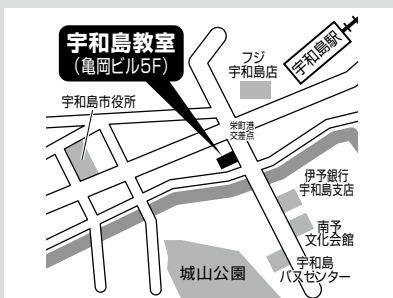 宇和島教室
(亀岡ビル5F)
フジ
宇和島店
宇和島駅
宇和島市役所
栄町港
交差点
伊予銀行
宇和島支店
南予
文化会館
宇和島
バスセンター
城山公園